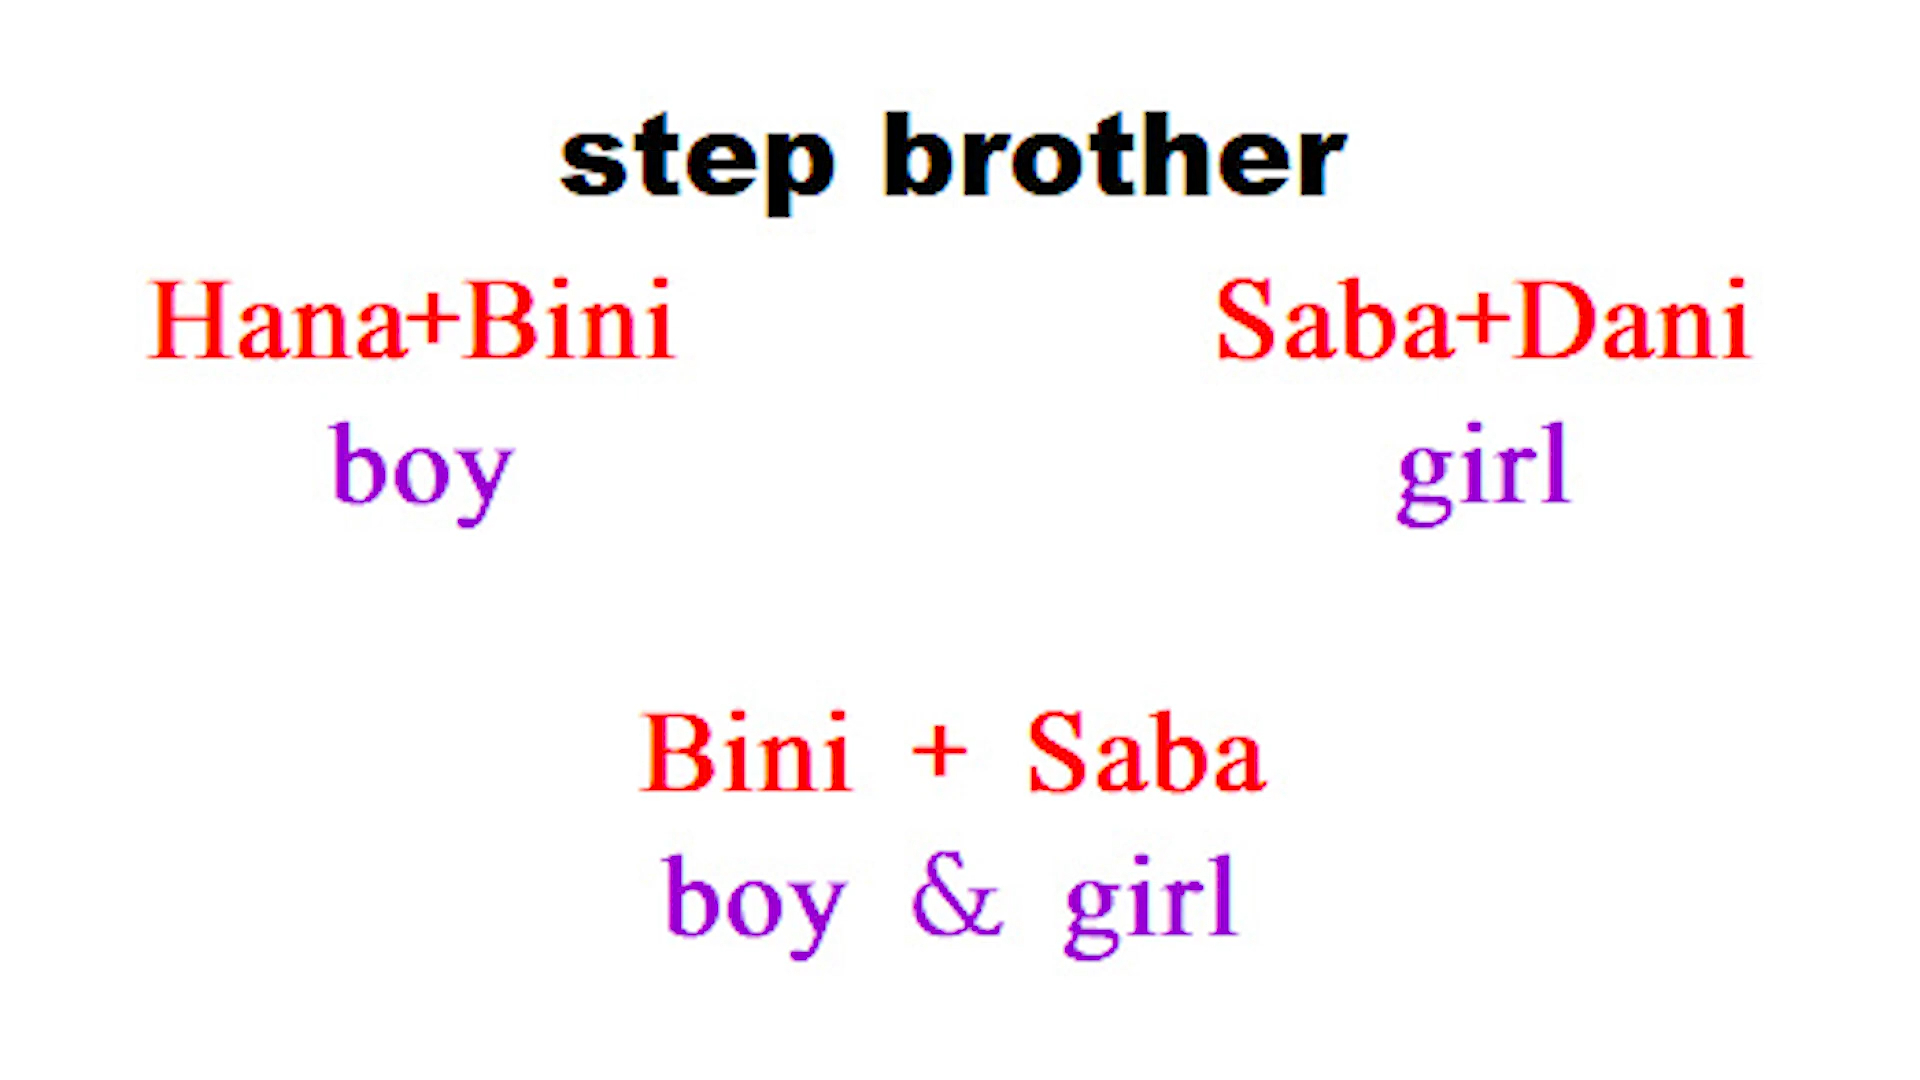 step brother
Hana+Bini Saba+Dani
boy girl
Bini + Saba
boy & girl